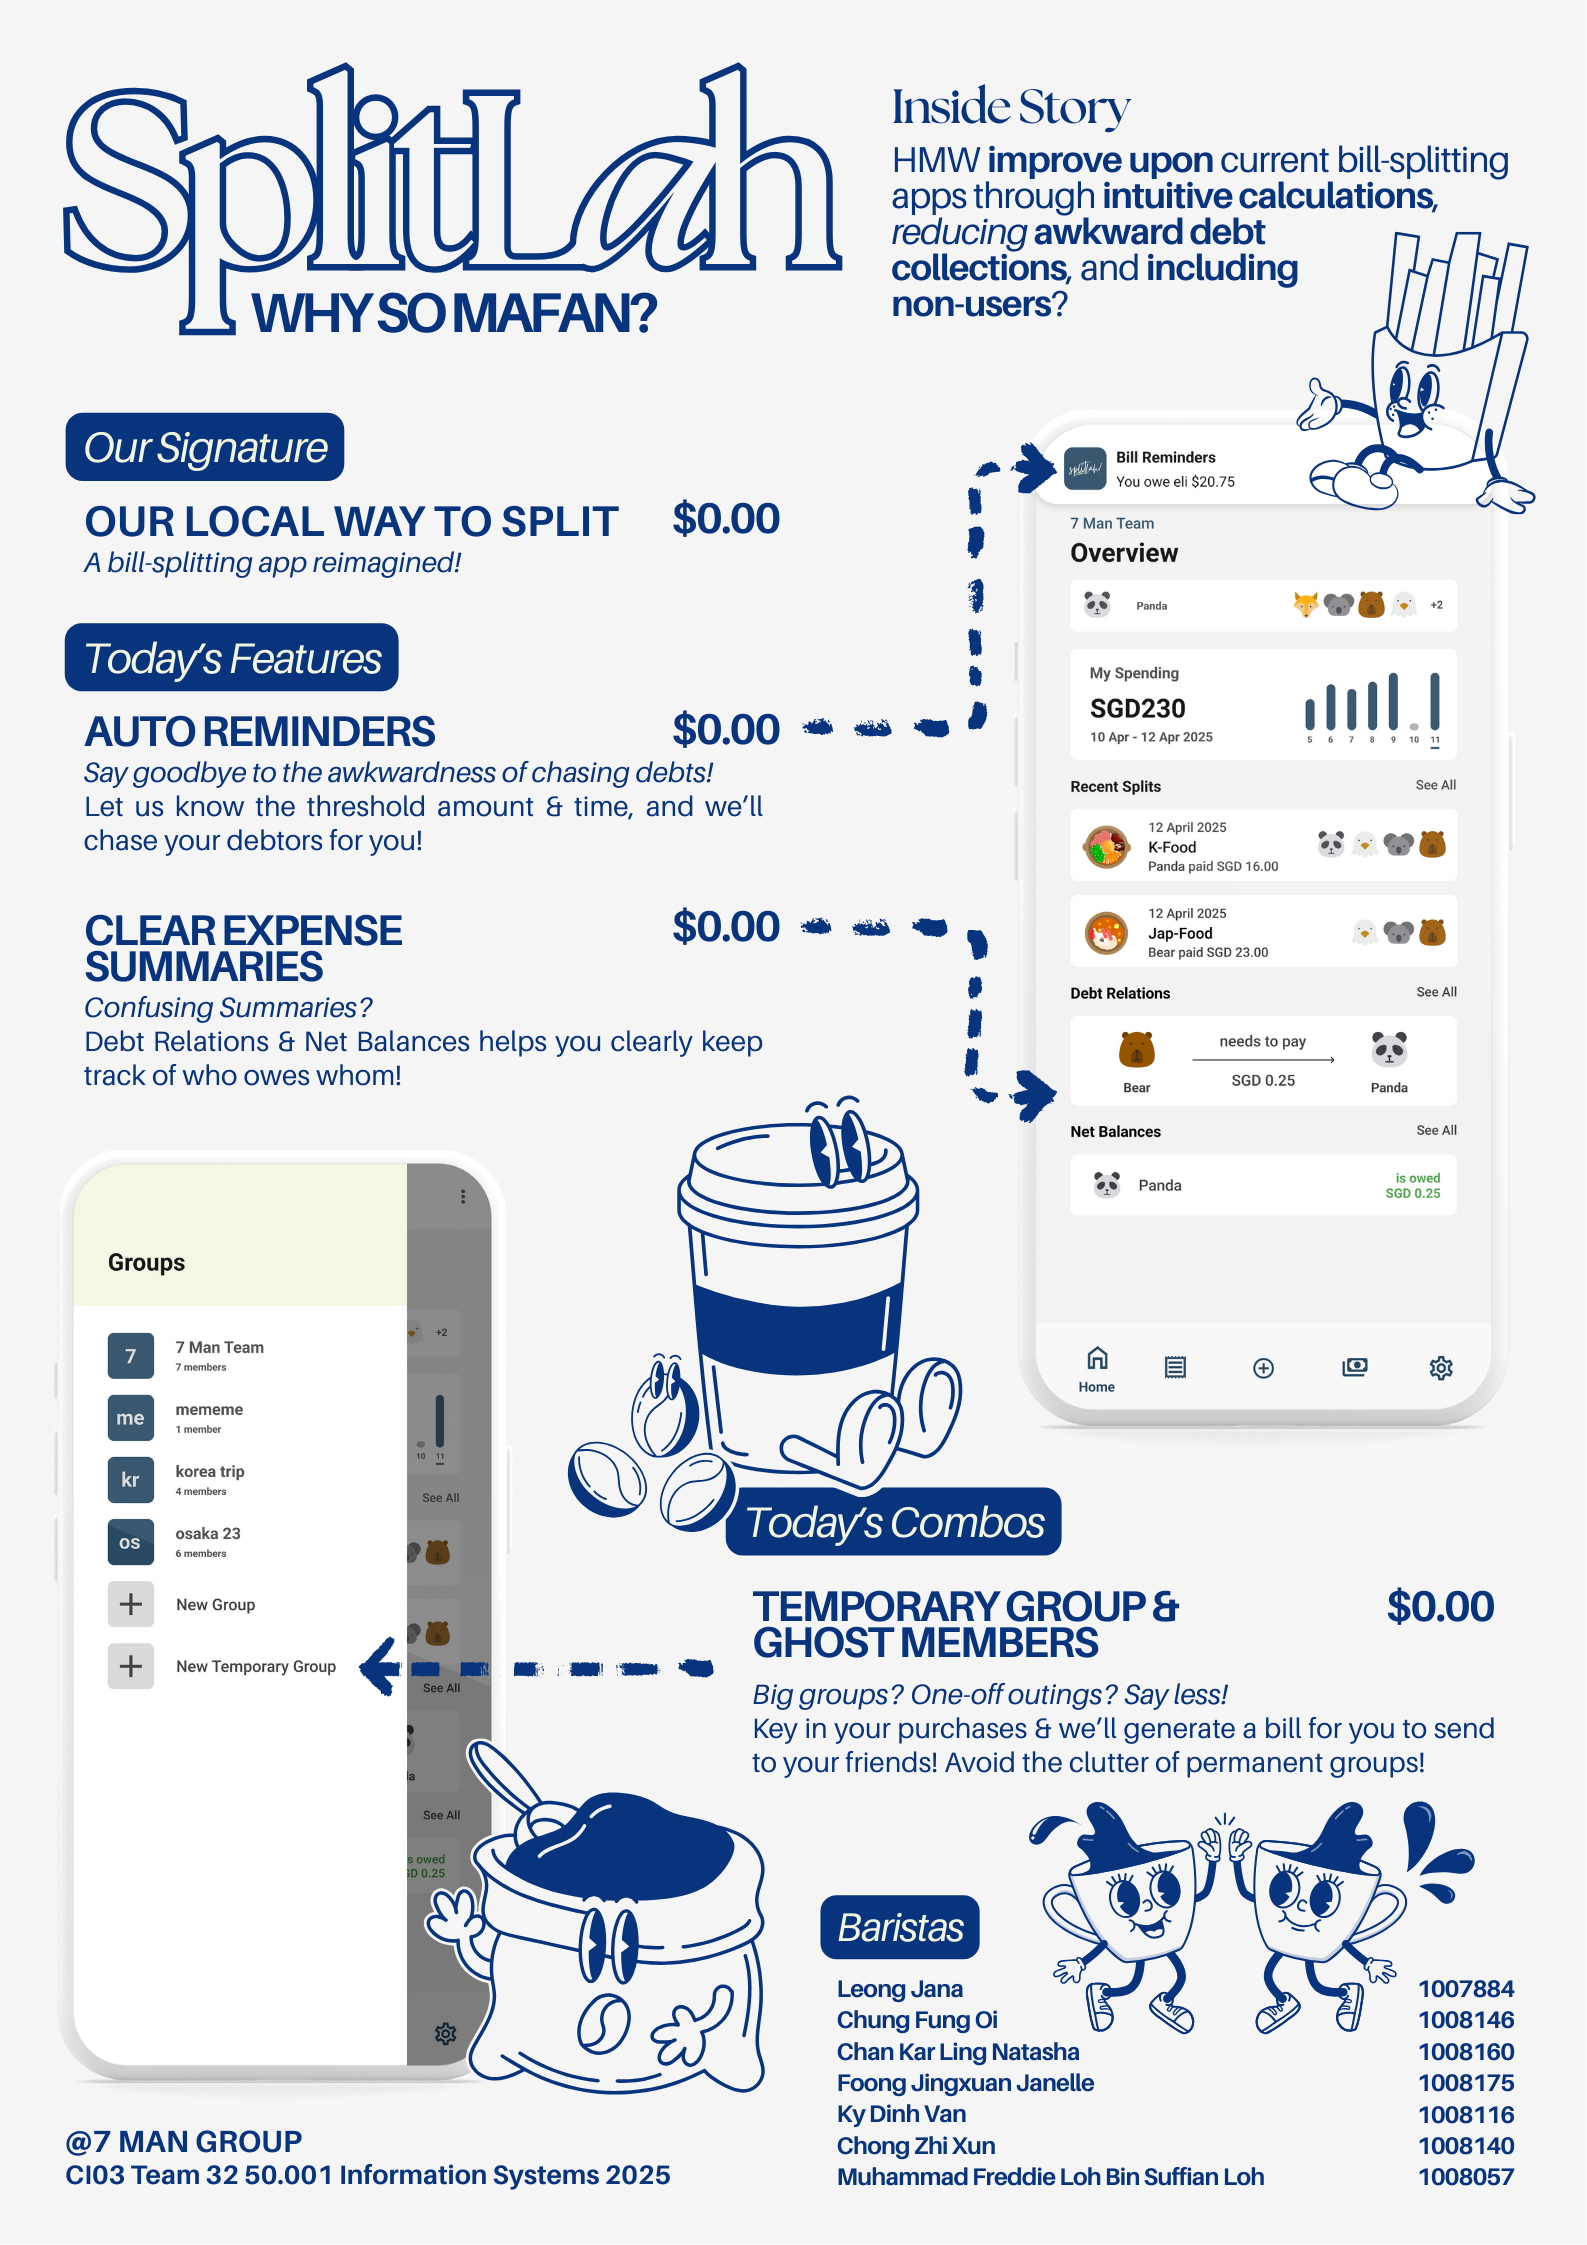 SplitLah
WHY SO MAFAN?
Inside Story
HMW improve upon current bill-splitting
apps through intuitive calculations,
reducing awkward debt
collections, and including
non-users?
Our Signature
OUR LOCAL WAY TO SPLIT $0.00
A bill-splitting app reimagined!
Today's Features
AUTO REMINDERS $0.00
Say goodbye to the awkwardness of chasing debts!
Let us know the threshold amount & time, and we'll
chase your debtors for you!
CLEAR EXPENSE $0.00
SUMMARIES
Confusing Summaries?
Debt Relations & Net Balances helps you clearly keep
track of who owes whom!
splitlah!
Bill Reminders
You owe eli $20.75
7 Man Team
Overview
Panda +2
My Spending
SGD230
10 Apr - 12 Apr 2025
5 6 7 8 9 10 11
Recent Splits See All
12 April 2025
K-Food
Panda paid SGD 16.00
12 April 2025
Jap-Food
Bear paid SGD 23.00
Debt Relations See All
needs to pay
SGD 0.25
Bear Panda
Net Balances See All
Panda
is owed
SGD 0.25
Home
Groups
7 7 Man Team
7 members
me mememe
1 member
kr korea trip
4 members
os osaka 23
6 members
New Group
New Temporary Group
+2
10 11
See All
See All
la
See All
s owed
GD 0.25
Today's Combos
TEMPORARY GROUP & $0.00
GHOST MEMBERS
Big groups? One-off outings? Say less!
Key in your purchases & we'll generate a bill for you to send
to your friends! Avoid the clutter of permanent groups!
Baristas
Leong Jana 1007884
Chung Fung Oi 1008146
Chan Kar Ling Natasha 1008160
Foong Jingxuan Janelle 1008175
Ky Dinh Van 1008116
Chong Zhi Xun 1008140
Muhammad Freddie Loh Bin Suffian Loh 1008057
@7 MAN GROUP
CI03 Team 32 50.001 Information Systems 2025